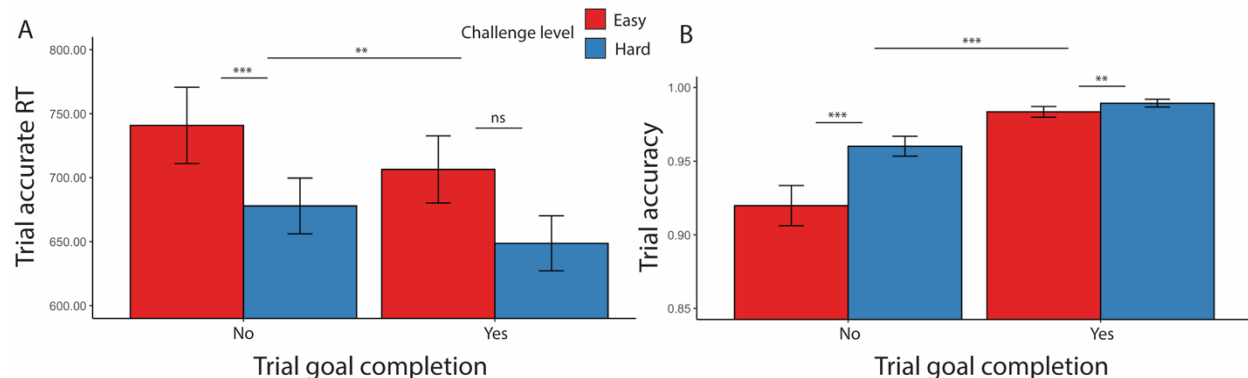 A
Challenge level
Easy
Hard
B
Trial accurate RT
800.00
750.00
700.00
650.00
600.00
***
**
ns
No
Yes
Trial goal completion
Trial accuracy
1.00
0.95
0.90
0.85
***
***
**
No
Yes
Trial goal completion